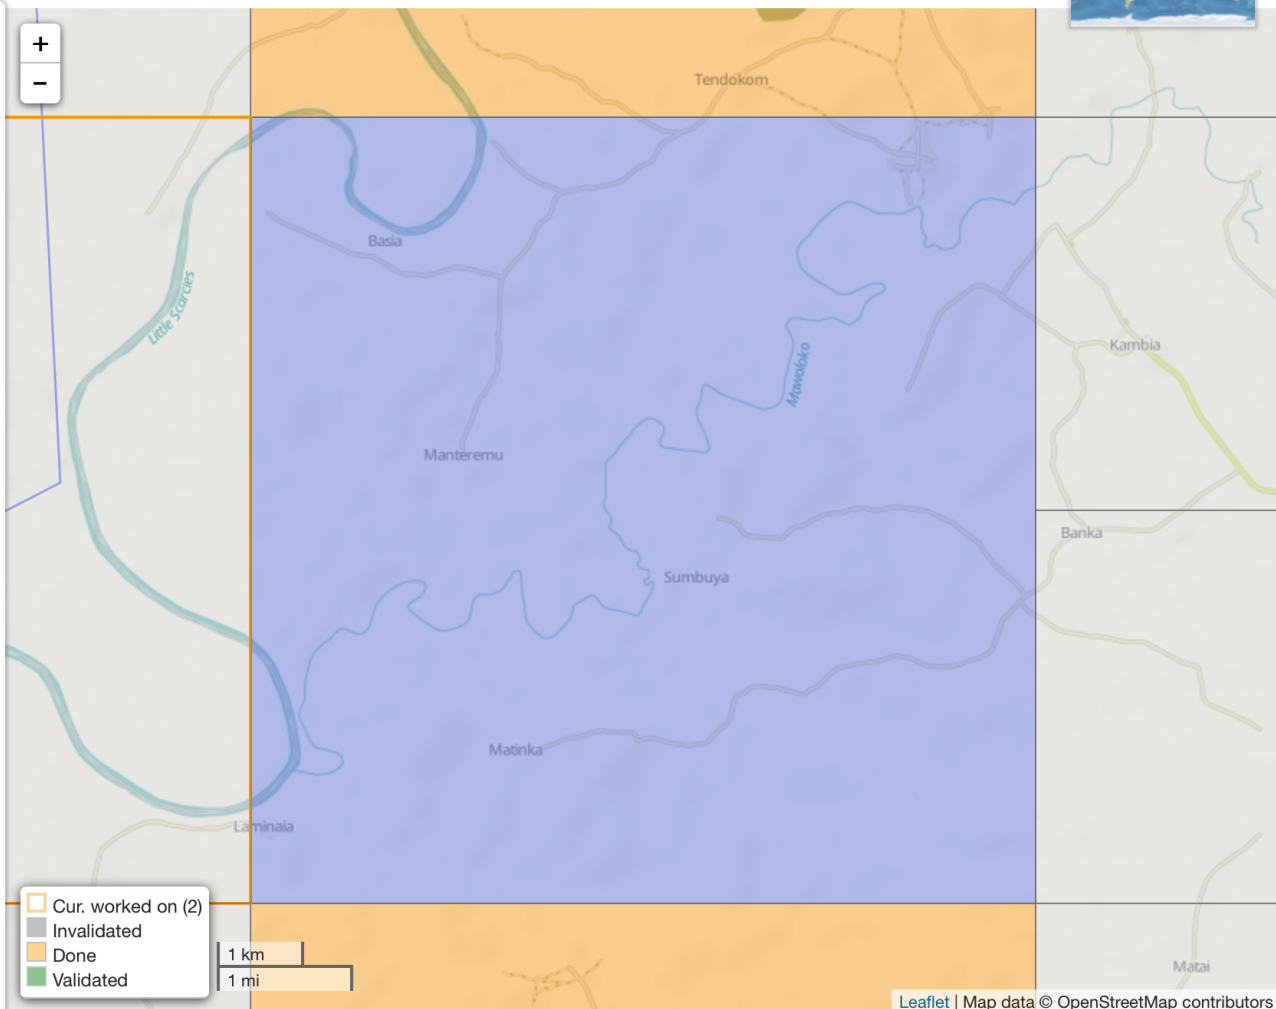 +
−
Tendokom
Basia
Little Scarcies
Kambia
Mawoloko
Manteremu
Banka
Sumbuya
Matinka
Laminaia
Cur. worked on (2)
Invalidated
Done
Validated
1 km
1 mi
Matai
Leaflet | Map data © OpenStreetMap contributors